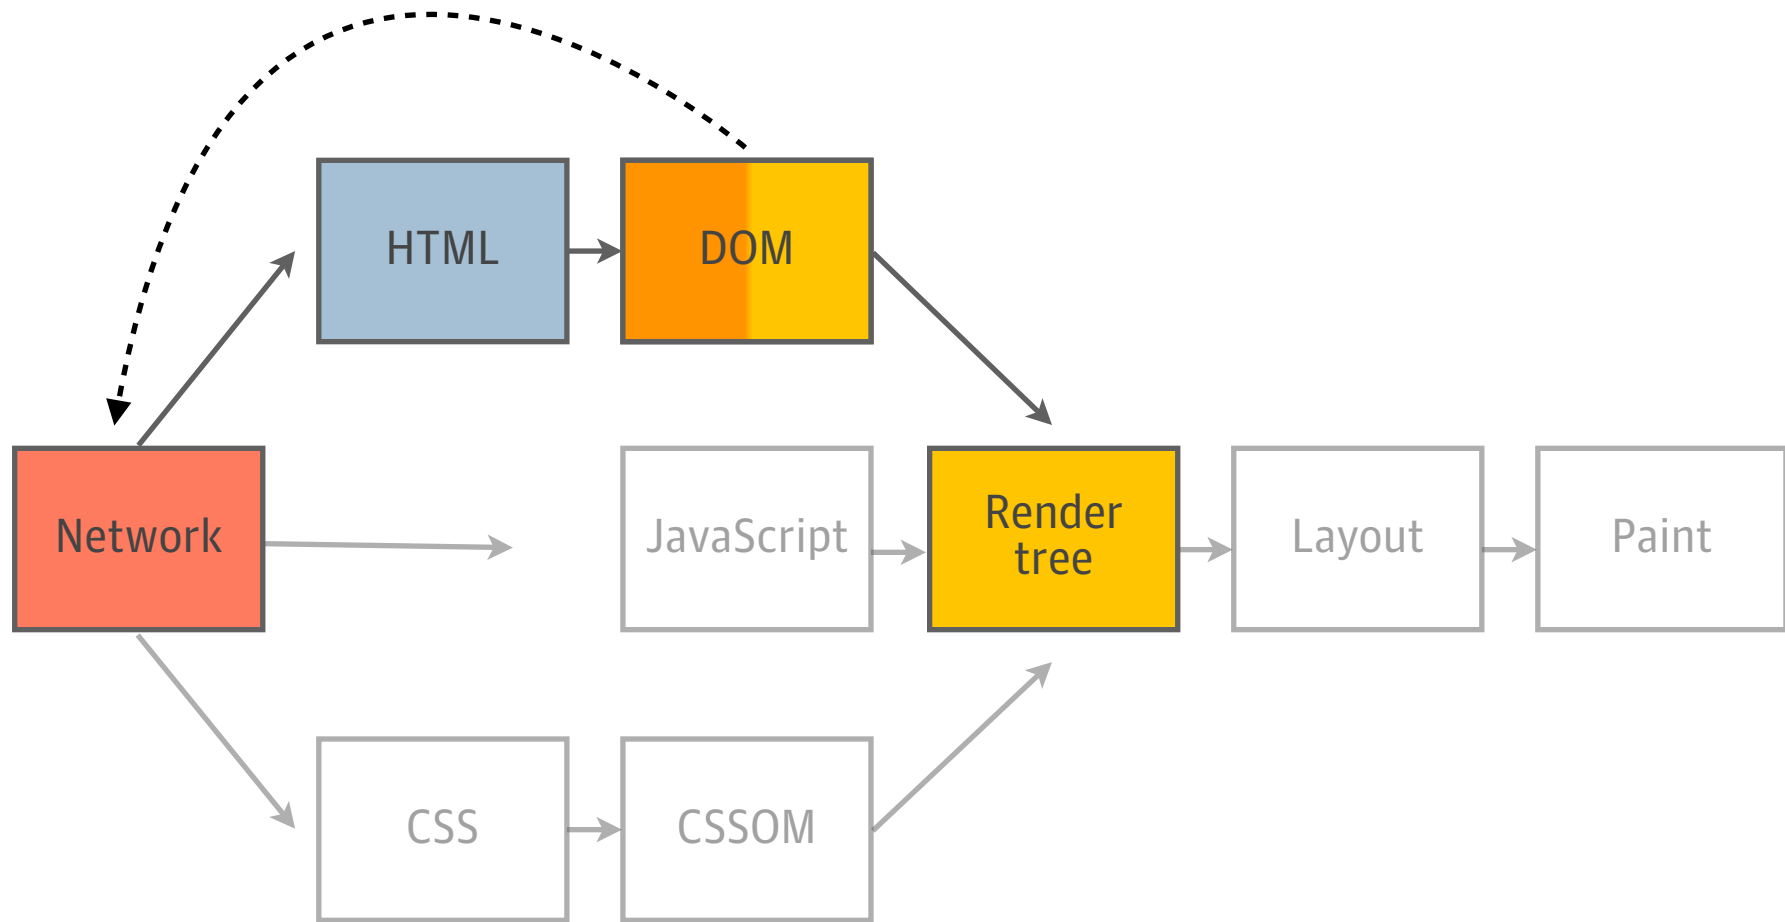 HTML
DOM
Network
JavaScript
Render
tree
Layout
Paint
CSS
CSSOM